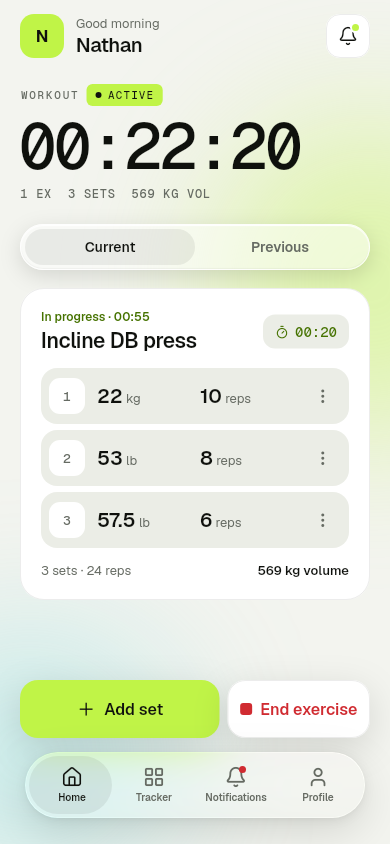 N
Good morning
Nathan
WORKOUT
ACTIVE
00:22:20
1 EX 3 SETS 569 KG VOL
Current
Previous
In progress · 00:55
Incline DB press
00:20
1 22 kg 10 reps
2 53 lb 8 reps
3 57.5 lb 6 reps
3 sets · 24 reps
569 kg volume
Add set
End exercise
Home
Tracker
Notifications
Profile